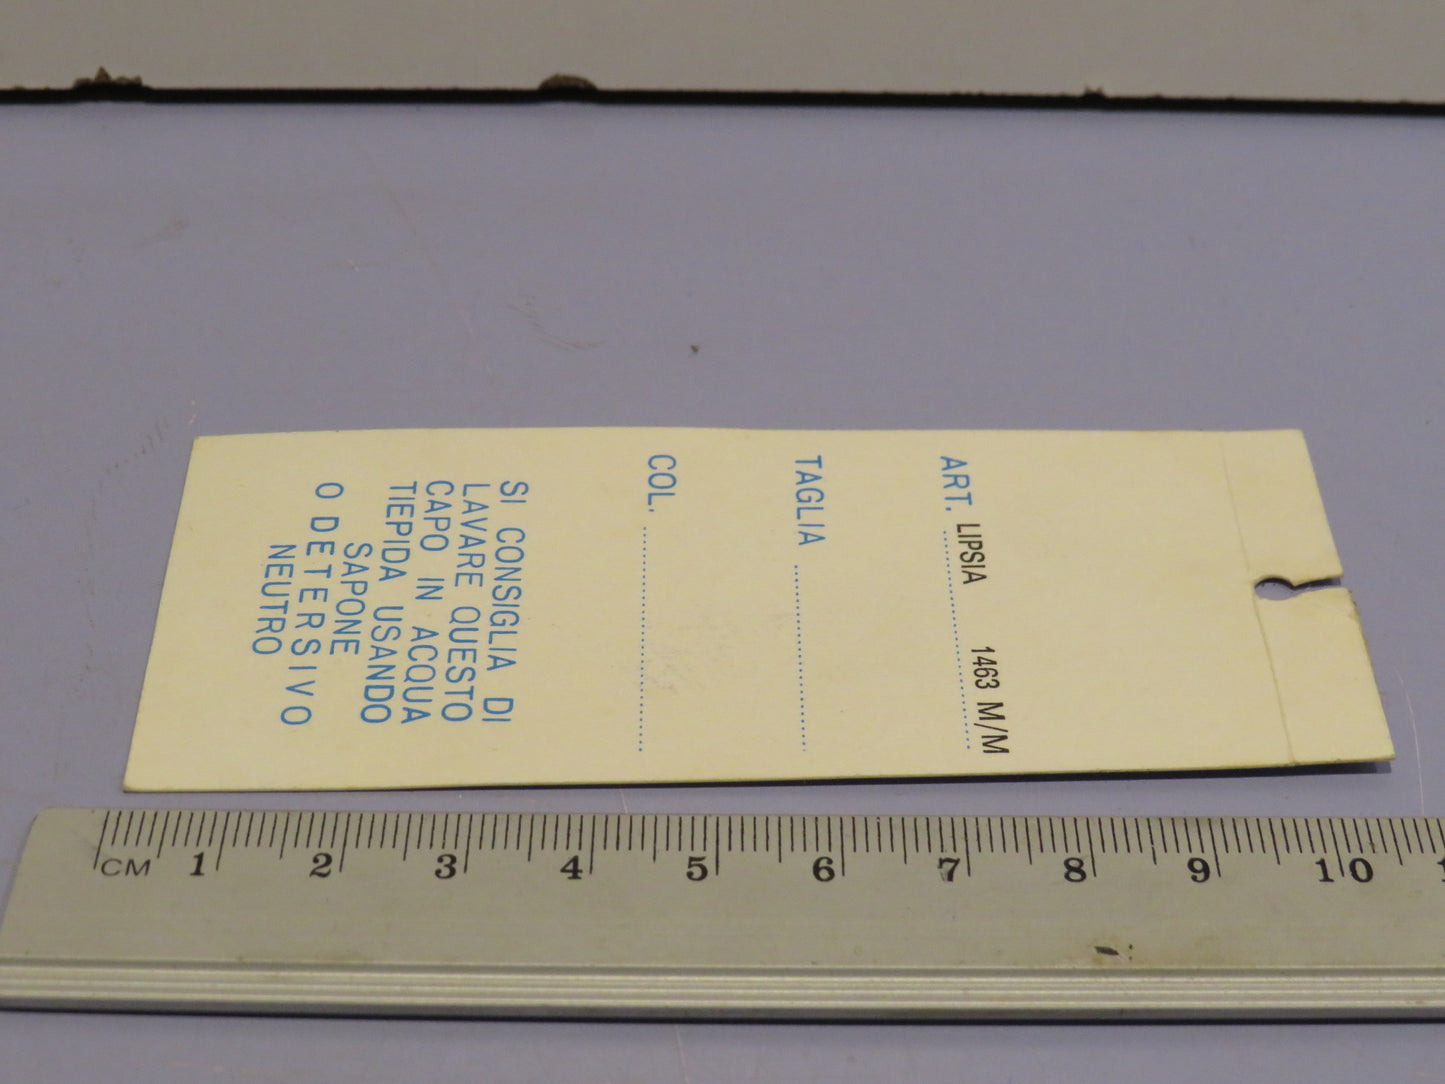 ART. LIPSIA 1463 M/M
TAGLIA
COL.
SI CONSIGLIA DI
LAVARE QUESTO
CAPO IN ACQUA
TIEPIDA USANDO
SAPONE
O DETERSIVO
NEUTRO
CM 1 2 3 4 5 6 7 8 9 10